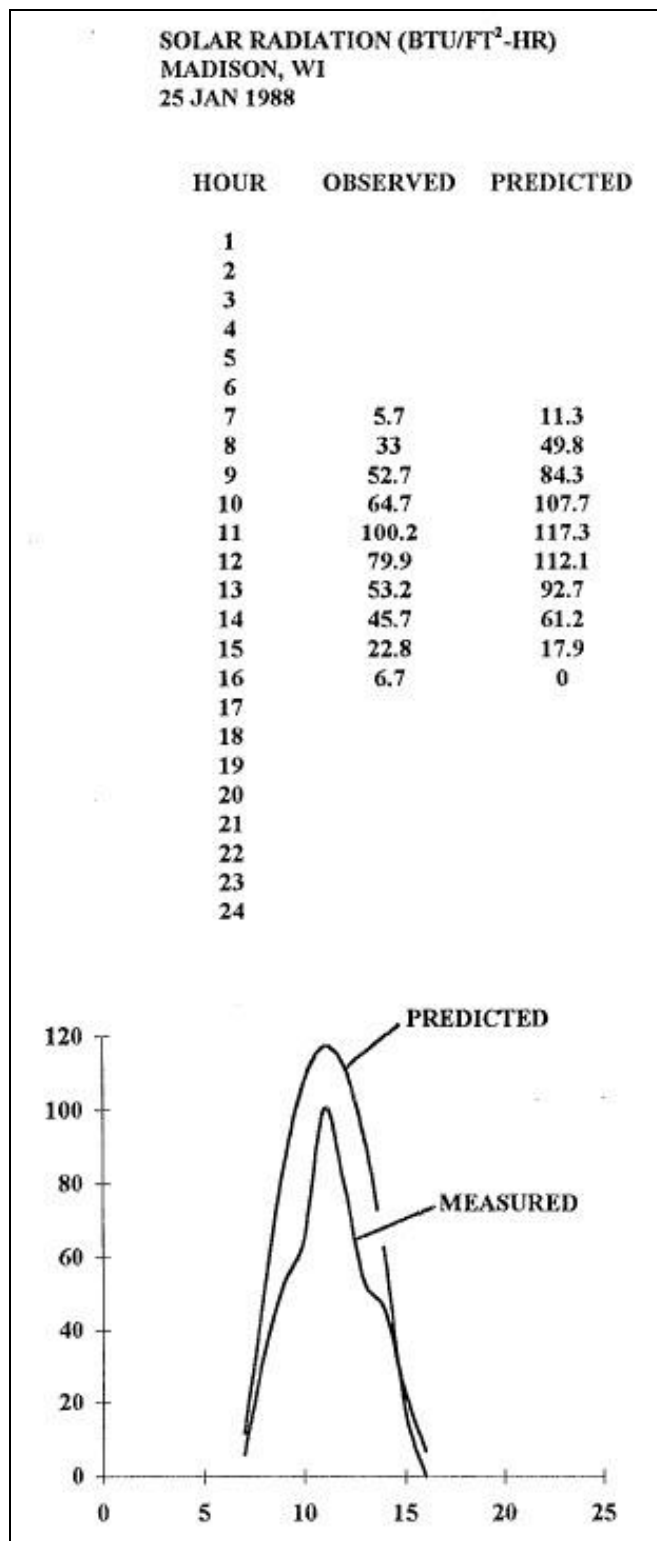 SOLAR RADIATION (BTU/FT²-HR)
MADISON, WI
25 JAN 1988
HOUR OBSERVED PREDICTED
1
2
3
4
5
6
7 5.7 11.3
8 33 49.8
9 52.7 84.3
10 64.7 107.7
11 100.2 117.3
12 79.9 112.1
13 53.2 92.7
14 45.7 61.2
15 22.8 17.9
16 6.7 0
17
18
19
20
21
22
23
24
PREDICTED
120
100
80
MEASURED
60
40
20
0
0 5 10 15 20 25